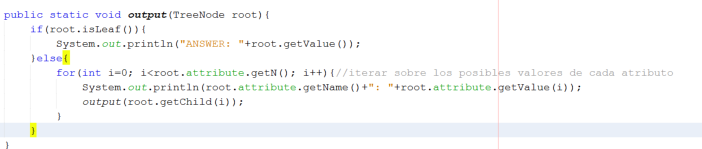 public static void output(TreeNode root){
if(root.isLeaf()){
System.out.println("ANSWER: "+root.getValue());
}else{
for(int i=0; i<root.attribute.getN(); i++){//iterar sobre los posibles valores de cada atributo
System.out.println(root.attribute.getName()+": "+root.attribute.getValue(i));
output(root.getChild(i));
}
}
}